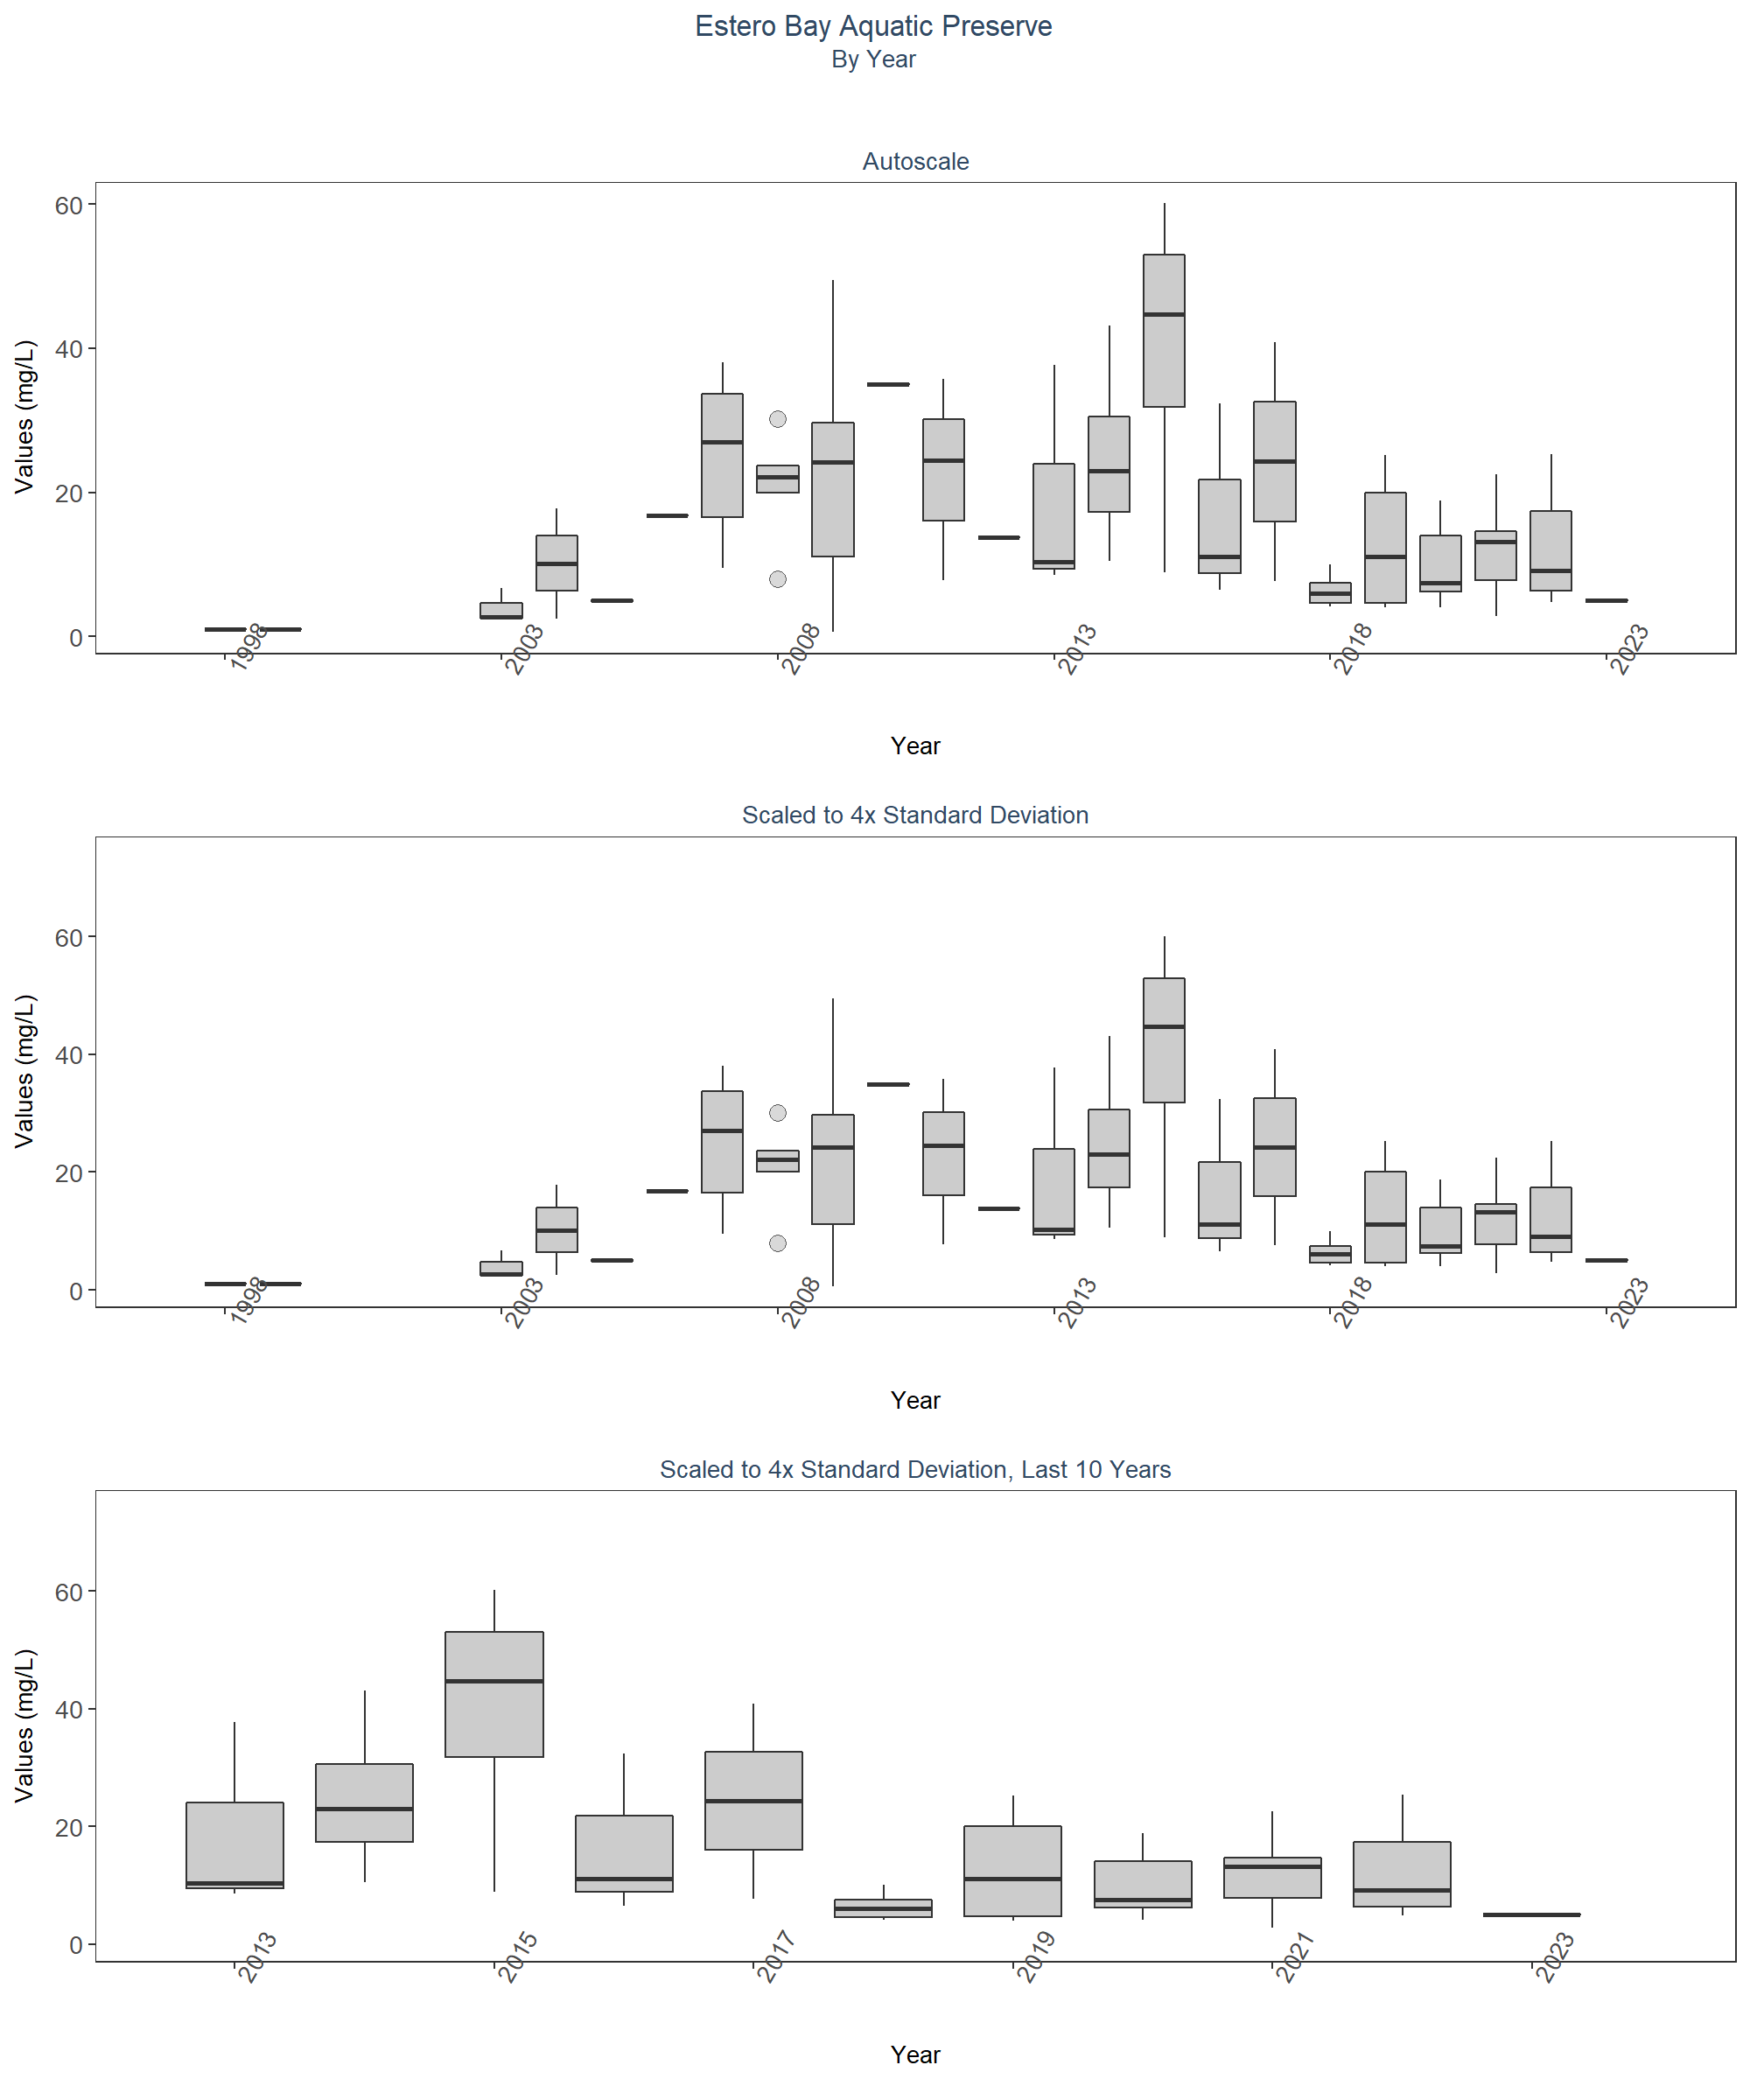 Estero Bay Aquatic Preserve
By Year
Autoscale
Values (mg/L)
60
40
20
0
1998 2003 2008 2013 2018 2023
Year
Scaled to 4x Standard Deviation
Values (mg/L)
60
40
20
0
1998 2003 2008 2013 2018 2023
Year
Scaled to 4x Standard Deviation, Last 10 Years
Values (mg/L)
60
40
20
0
2013 2015 2017 2019 2021 2023
Year